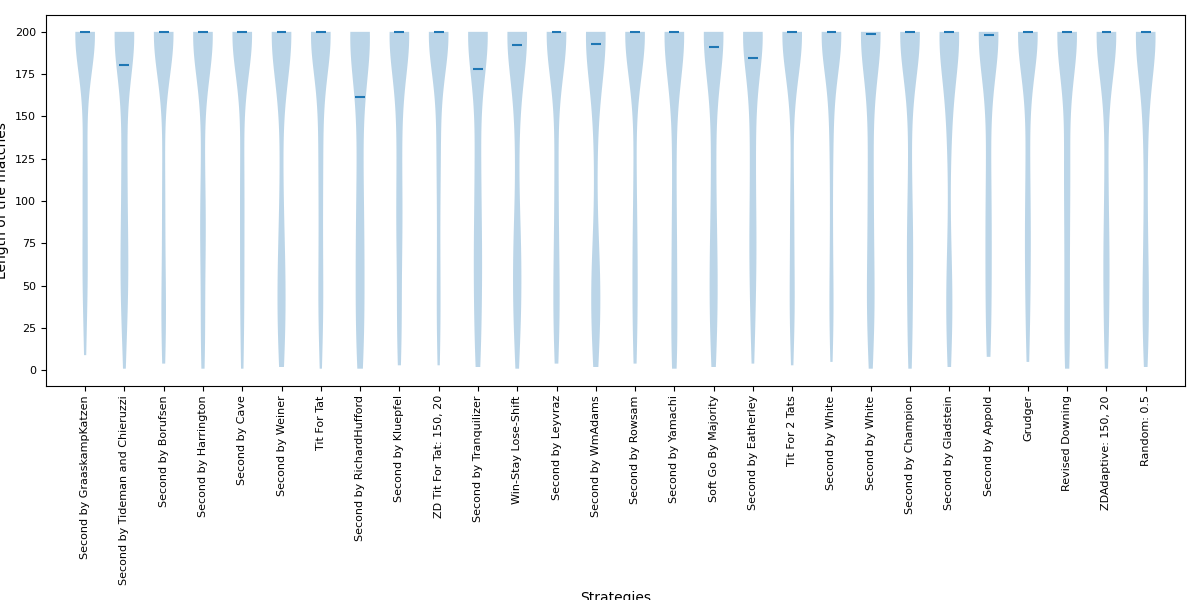 200
175
150
125
100
75
50
25
0
Length of the matches
Second by GraaskampKatzen
Second by Tideman and Chieruzzi
Second by Borufsen
Second by Harrington
Second by Cave
Second by Weiner
Tit For Tat
Second by RichardHufford
Second by Kluepfel
ZD Tit For Tat: 150, 20
Second by Tranquilizer
Win-Stay Lose-Shift
Second by Leyvraz
Second by WmAdams
Second by Rowsam
Second by Yamachi
Soft Go By Majority
Second by Eatherley
Tit For 2 Tats
Second by White
Second by White
Second by Champion
Second by Gladstein
Second by Appold
Grudger
Revised Downing
ZDAdaptive: 150, 20
Random: 0.5
Strategies